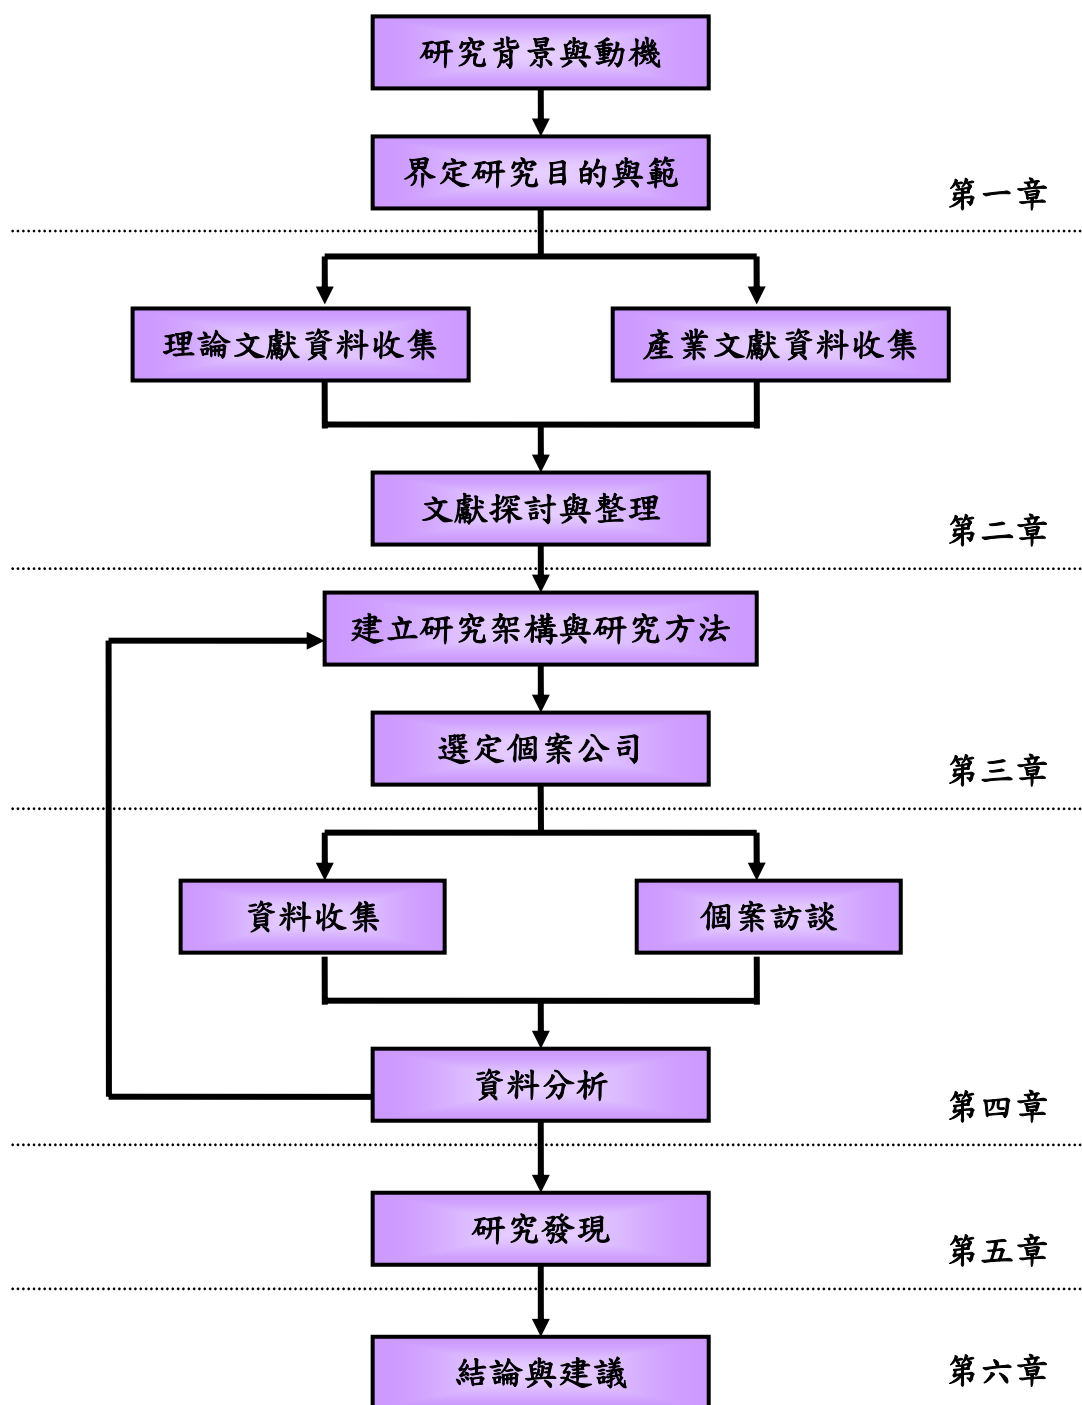 研究背景與動機
界定研究目的與範
第一章
理論文獻資料收集
產業文獻資料收集
文獻探討與整理
第二章
建立研究架構與研究方法
選定個案公司
第三章
資料收集
個案訪談
資料分析
第四章
研究發現
第五章
結論與建議
第六章